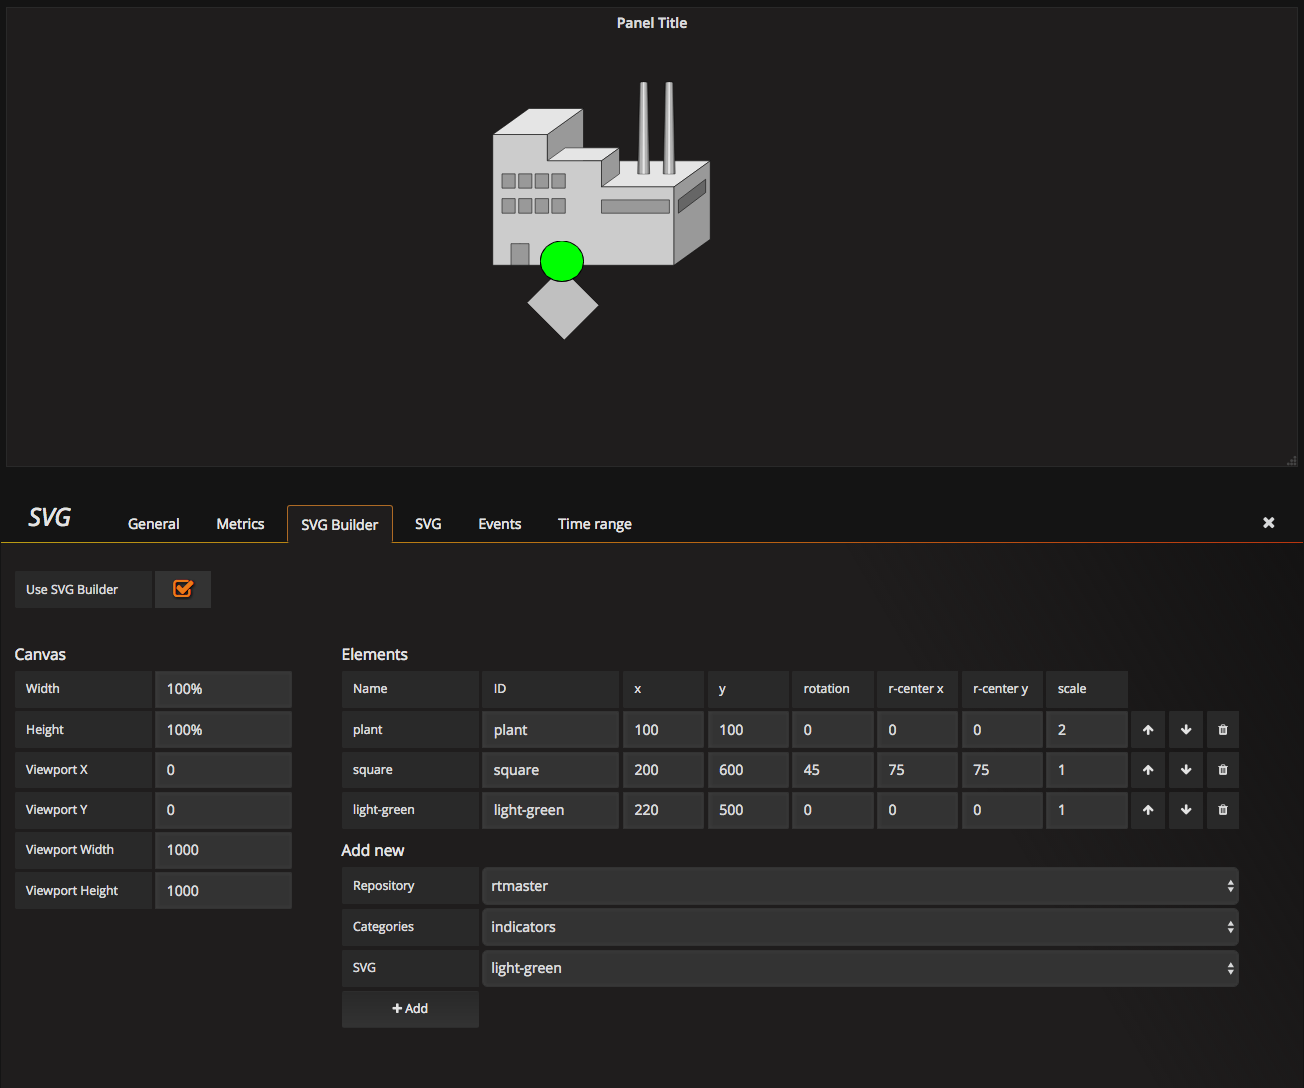 Panel Title
SVG General Metrics SVG Builder SVG Events Time range
Use SVG Builder
Canvas
Width 100%
Height 100%
Viewport X 0
Viewport Y 0
Viewport Width 1000
Viewport Height 1000
Elements
Name ID x y rotation r-center x r-center y scale
plant plant 100 100 0 0 0 2
square square 200 600 45 75 75 1
light-green light-green 220 500 0 0 0 1
Add new
Repository rtmaster
Categories indicators
SVG light-green
+ Add